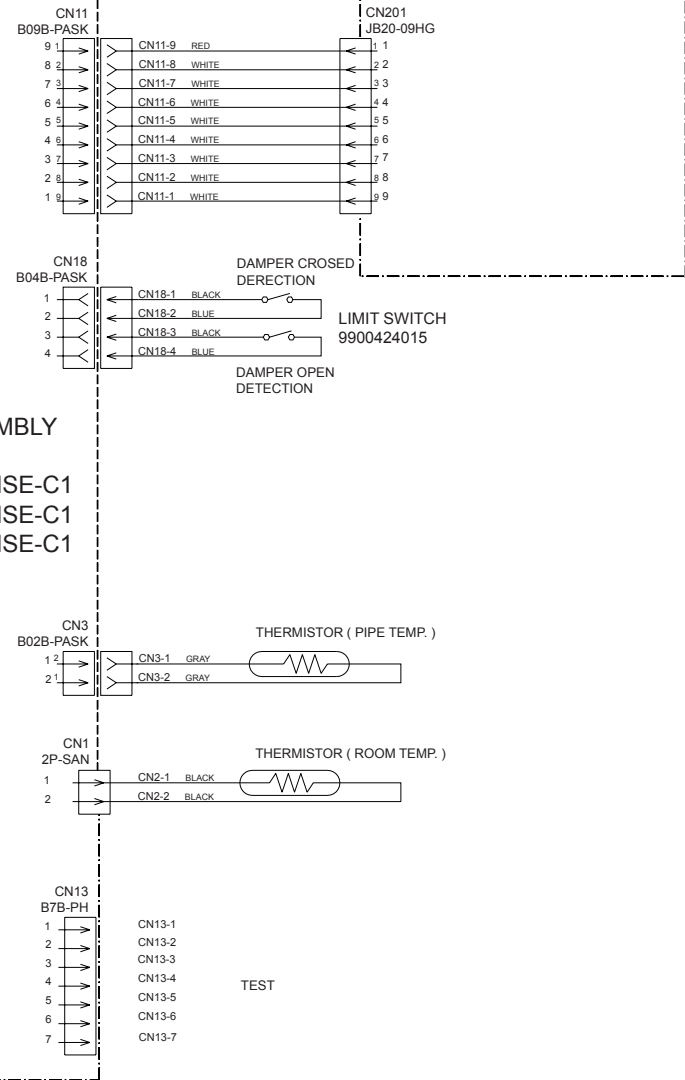 CN11
B09B-PASK
CN201
JB20-09HG
9 1 CN11-9 RED 1 1
8 2 CN11-8 WHITE 2 2
7 3 CN11-7 WHITE 3 3
6 4 CN11-6 WHITE 4 4
5 5 CN11-5 WHITE 5 5
4 6 CN11-4 WHITE 6 6
3 7 CN11-3 WHITE 7 7
2 8 CN11-2 WHITE 8 8
1 9 CN11-1 WHITE 9 9
CN18
B04B-PASK
DAMPER CROSED
DERECTION
1 CN18-1 BLACK
2 CN18-2 BLUE
3 CN18-3 BLACK
4 CN18-4 BLUE
LIMIT SWITCH
9900424015
DAMPER OPEN
DETECTION
MBLY
HSE-C1
HSE-C1
HSE-C1
CN3
B02B-PASK
THERMISTOR ( PIPE TEMP. )
1 2 CN3-1 GRAY
2 1 CN3-2 GRAY
CN1
2P-SAN
THERMISTOR ( ROOM TEMP. )
1 CN2-1 BLACK
2 CN2-2 BLACK
CN13
B7B-PH
1 CN13-1
2 CN13-2
3 CN13-3
4 CN13-4
5 CN13-5
6 CN13-6
7 CN13-7
TEST